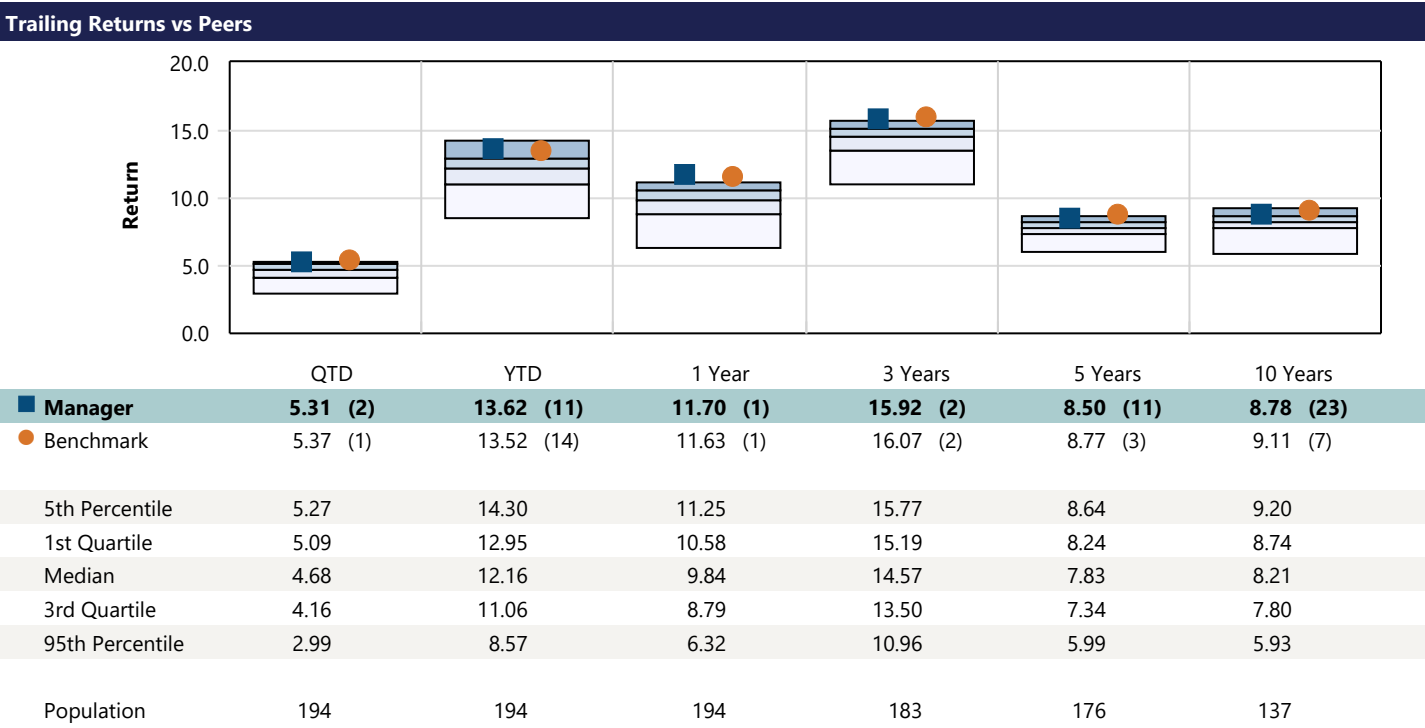 Trailing Returns vs Peers
20.0
15.0
10.0
5.0
0.0
Return
QTD YTD 1 Year 3 Years 5 Years 10 Years
Manager 5.31 (2) 13.62 (11) 11.70 (1) 15.92 (2) 8.50 (11) 8.78 (23)
Benchmark 5.37 (1) 13.52 (14) 11.63 (1) 16.07 (2) 8.77 (3) 9.11 (7)
5th Percentile 5.27 14.30 11.25 15.77 8.64 9.20
1st Quartile 5.09 12.95 10.58 15.19 8.24 8.74
Median 4.68 12.16 9.84 14.57 7.83 8.21
3rd Quartile 4.16 11.06 8.79 13.50 7.34 7.80
95th Percentile 2.99 8.57 6.32 10.96 5.99 5.93
Population 194 194 194 183 176 137